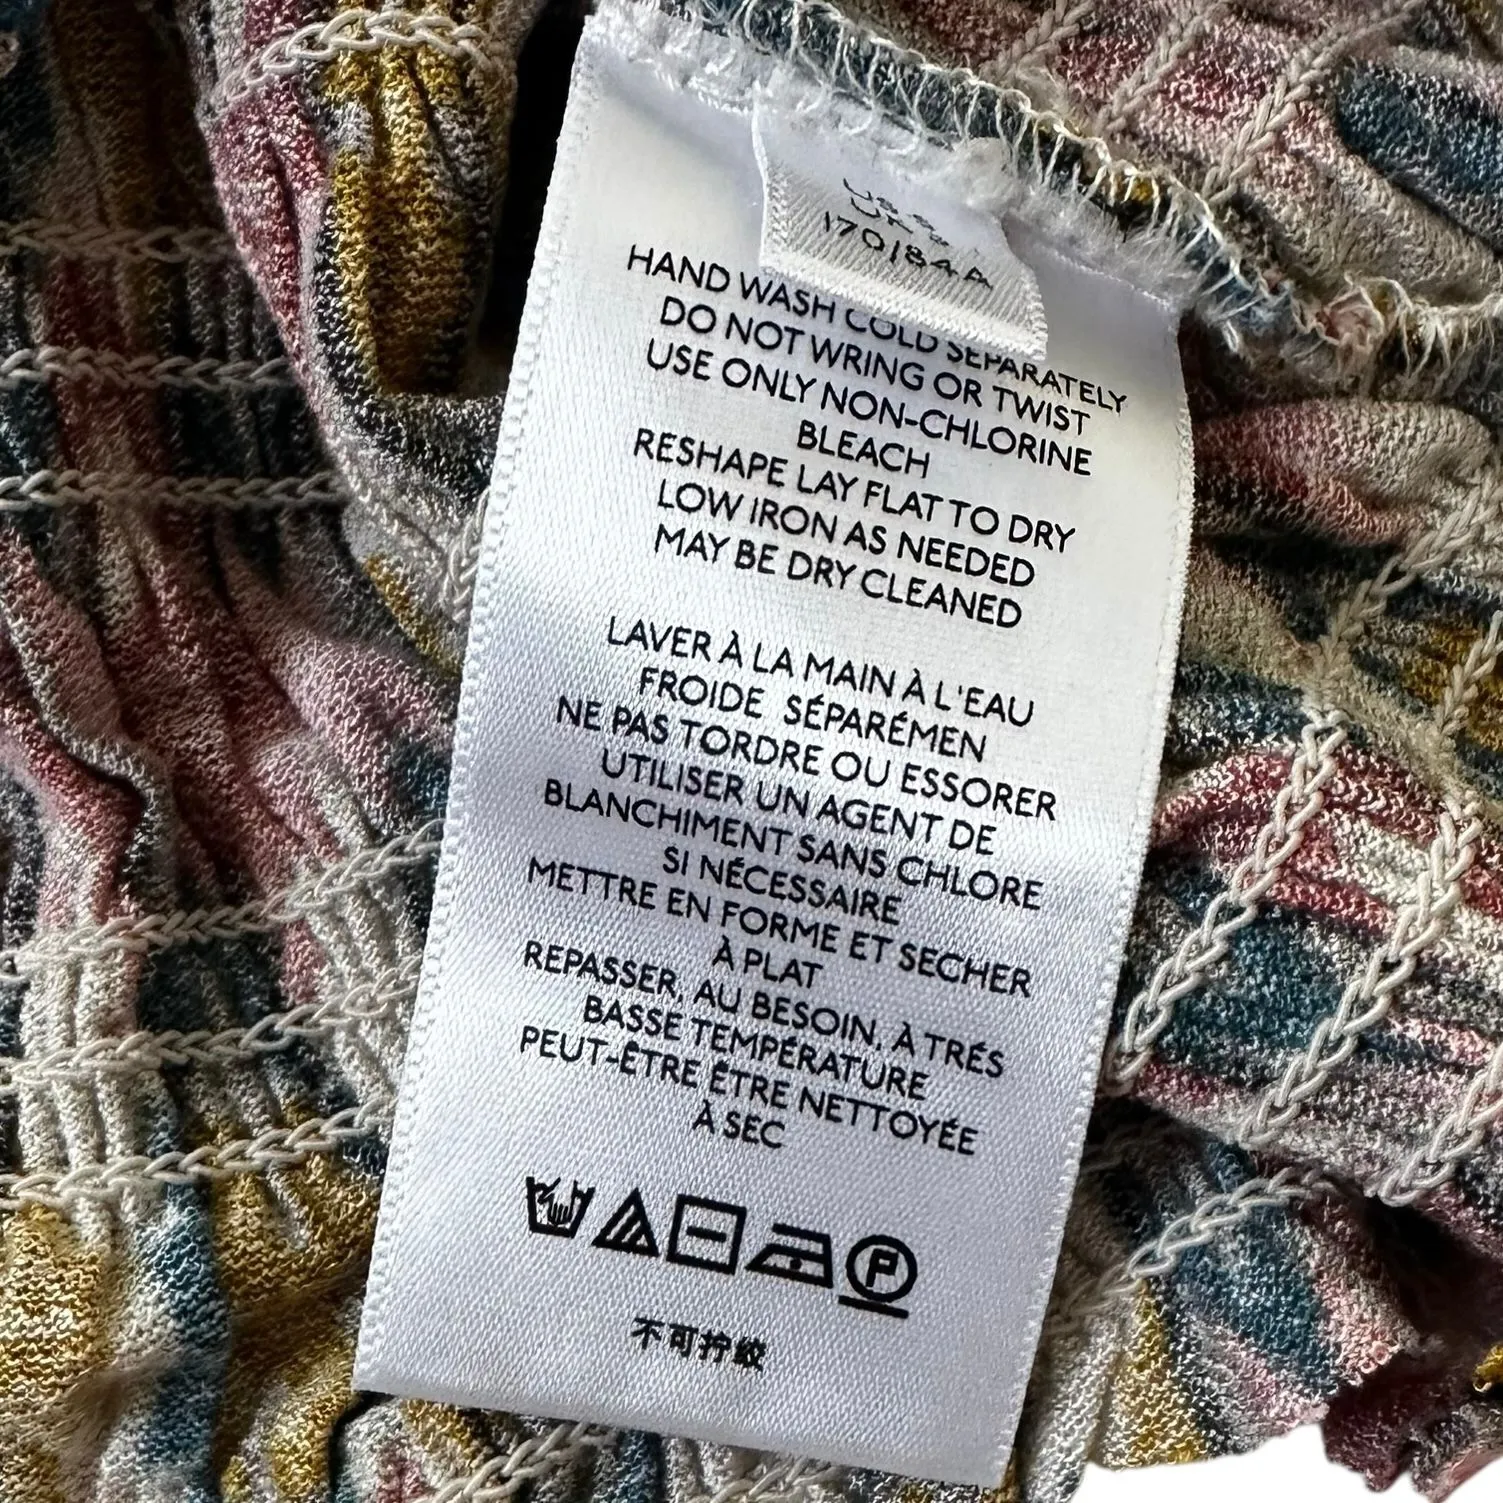 US S
170/84A
HAND WASH COLD SEPARATELY
DO NOT WRING OR TWIST
USE ONLY NON-CHLORINE
BLEACH
RESHAPE LAY FLAT TO DRY
LOW IRON AS NEEDED
MAY BE DRY CLEANED
LAVER À LA MAIN À L'EAU
FROIDE SÉPARÉMEN
NE PAS TORDRE OU ESSORER
UTILISER UN AGENT DE
BLANCHIMENT SANS CHLORE
SI NÉCESSAIRE
METTRE EN FORME ET SECHER
À PLAT
REPASSER, AU BESOIN, À TRÉS
BASSE TEMPÉRATURE
PEUT-ÊTRE ÊTRE NETTOYÉE
À SEC
P
不可拧绞